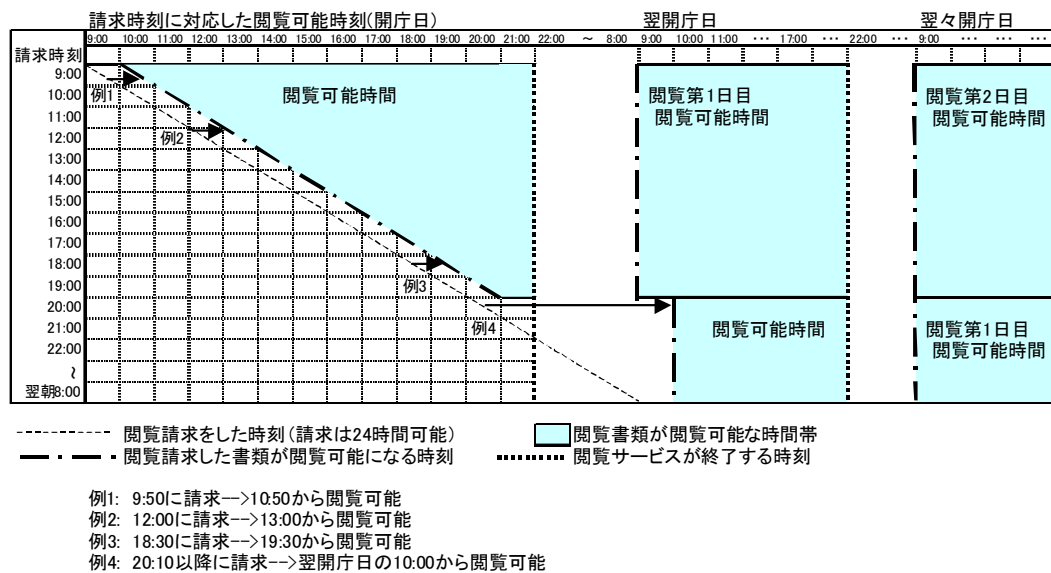 請求時刻に対応した閲覧可能時刻(開庁日) 翌開庁日 翌々開庁日
9:00 10:00 11:00 12:00 13:00 14:00 15:00 16:00 17:00 18:00 19:00 20:00 21:00 22:00 ~ 8:00 9:00 10:00 11:00 … 17:00 … 22:00 … 9:00 … … …
請求時刻
9:00
10:00
11:00
12:00
13:00
14:00
15:00
16:00
17:00
18:00
19:00
20:00
21:00
22:00
~
翌朝8:00
例1
例2
例3
例4
閲覧可能時間
閲覧第1日目
閲覧可能時間
閲覧第2日目
閲覧可能時間
閲覧可能時間
閲覧第1日目
閲覧可能時間
閲覧請求をした時刻(請求は24時間可能)
閲覧書類が閲覧可能な時間帯
閲覧請求した書類が閲覧可能になる時刻
閲覧サービスが終了する時刻
例1: 9:50に請求-->10:50から閲覧可能
例2: 12:00に請求-->13:00から閲覧可能
例3: 18:30に請求-->19:30から閲覧可能
例4: 20:10以降に請求-->翌開庁日の10:00から閲覧可能